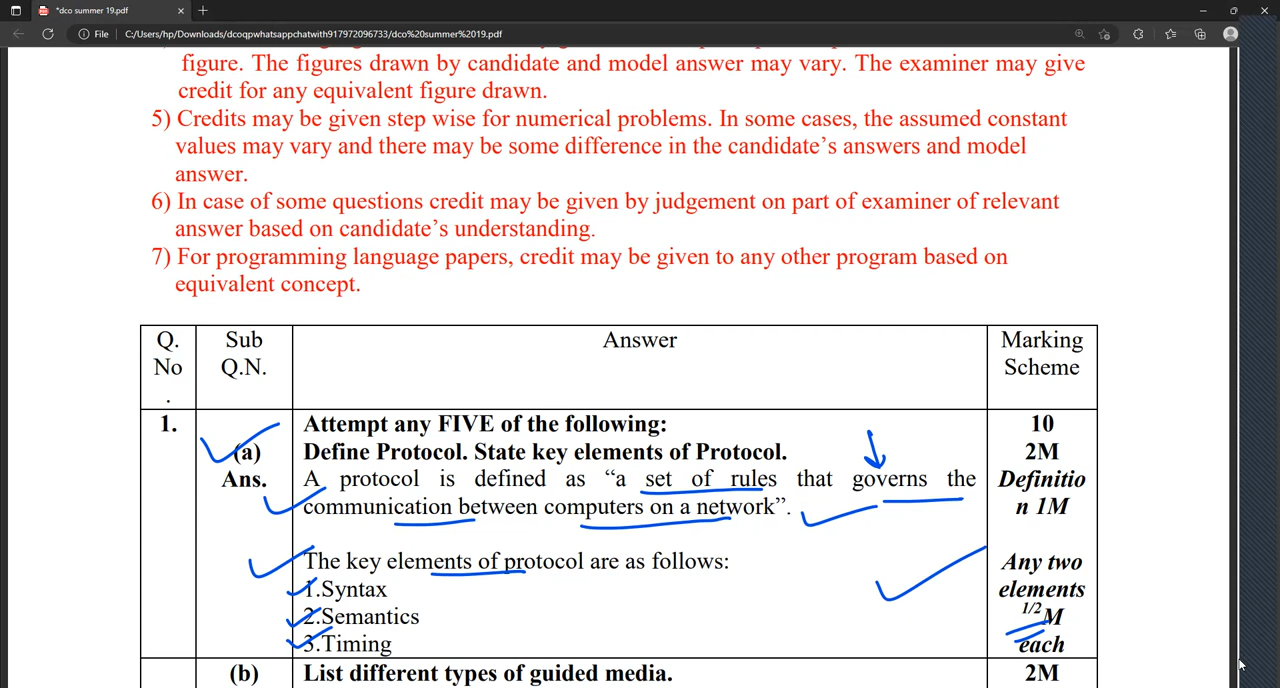 *dco summer 19.pdf
File C:/Users/hp/Downloads/dcoqpwhatsappchatwith917972096733/dco%20summer%2019.pdf
figure. The figures drawn by candidate and model answer may vary. The examiner may give
credit for any equivalent figure drawn.
5) Credits may be given step wise for numerical problems. In some cases, the assumed constant
values may vary and there may be some difference in the candidate’s answers and model
answer.
6) In case of some questions credit may be given by judgement on part of examiner of relevant
answer based on candidate’s understanding.
7) For programming language papers, credit may be given to any other program based on
equivalent concept.
Q. Sub Answer Marking
No Q.N. Scheme
.
1. Attempt any FIVE of the following: 10
(a) Define Protocol. State key elements of Protocol. 2M
Ans. A protocol is defined as “a set of rules that governs the Definitio
communication between computers on a network”. n 1M
The key elements of protocol are as follows: Any two
1.Syntax elements
2.Semantics 1/2M
3.Timing each
(b) List different types of guided media. 2M